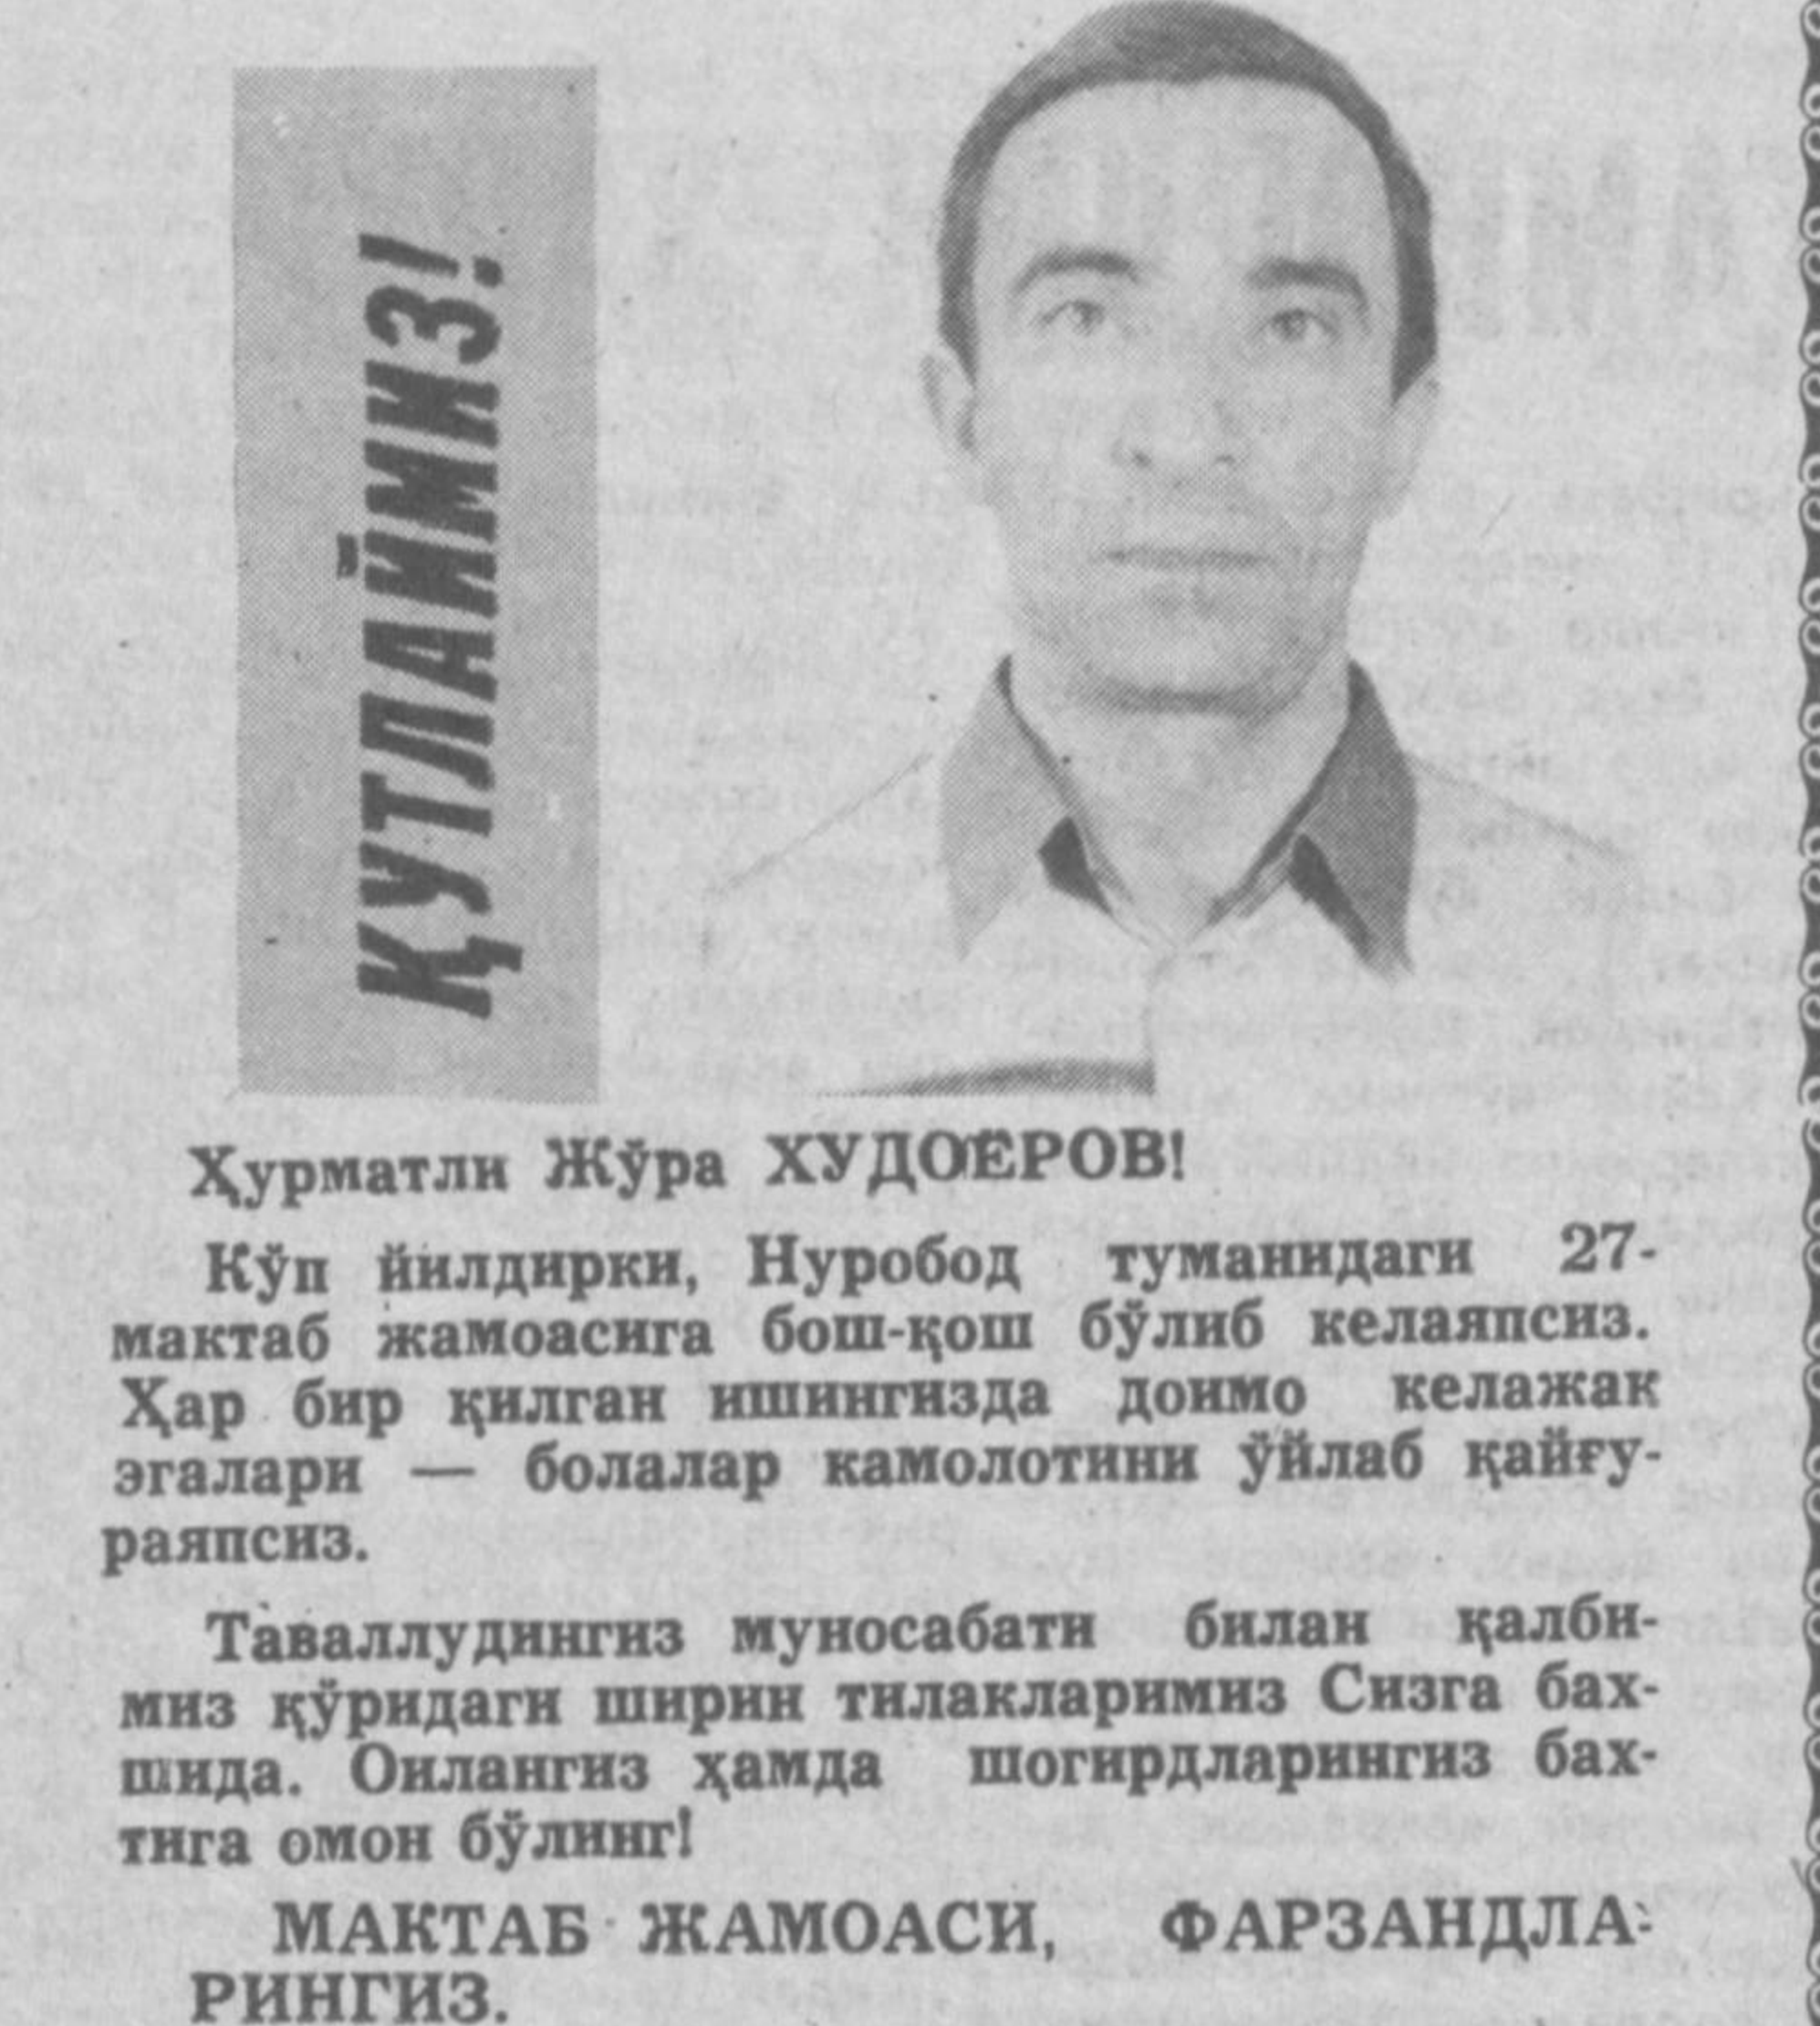 ҚУТЛАЙМИЗ!
Ҳурматли Жўра ХУДОЁРОВ!
Кўп йилдирки, Нуробод туманидаги 27-
мактаб жамоасига бош-қош бўлиб келаяпсиз.
Ҳар бир қилган ишингизда доимо келажак
эгалари — болалар камолотини ўйлаб қайғу-
раяпсиз.
Таваллудингиз муносабати билан қалби-
миз қўридаги ширин тилакларимиз Сизга бах-
шида. Оилангиз ҳамда шогирдларингиз бах-
тига омон бўлинг!
МАКТАБ ЖАМОАСИ, ФАРЗАНДЛА-
РИНГИЗ.